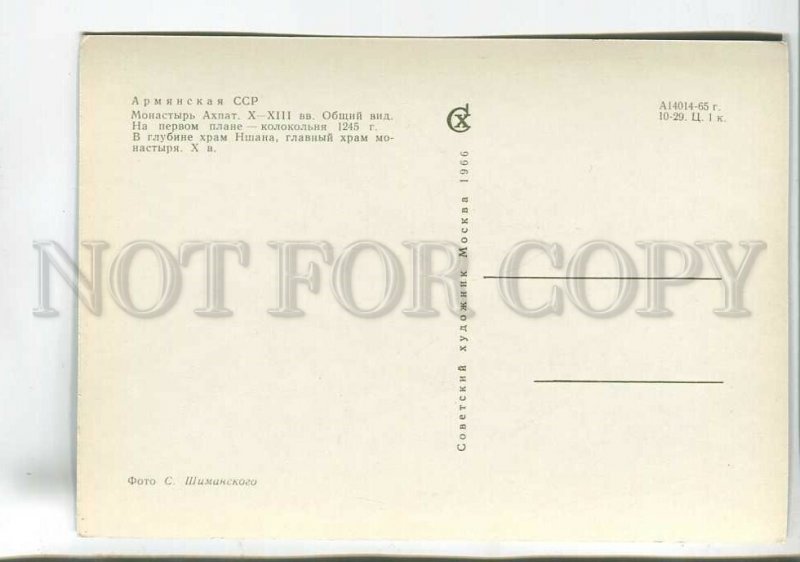 Армянская ССР
Монастырь Ахпат. X—XIII вв. Общий вид.
На первом плане — колокольня 1245 г.
В глубине храм Ншана, главный храм мо-
настыря. X в.
Фото С. Шиманского
СХ
Советский художник Москва 1966
А14014-65 г.
10-29. Ц. 1 к.
NOT FOR COPY